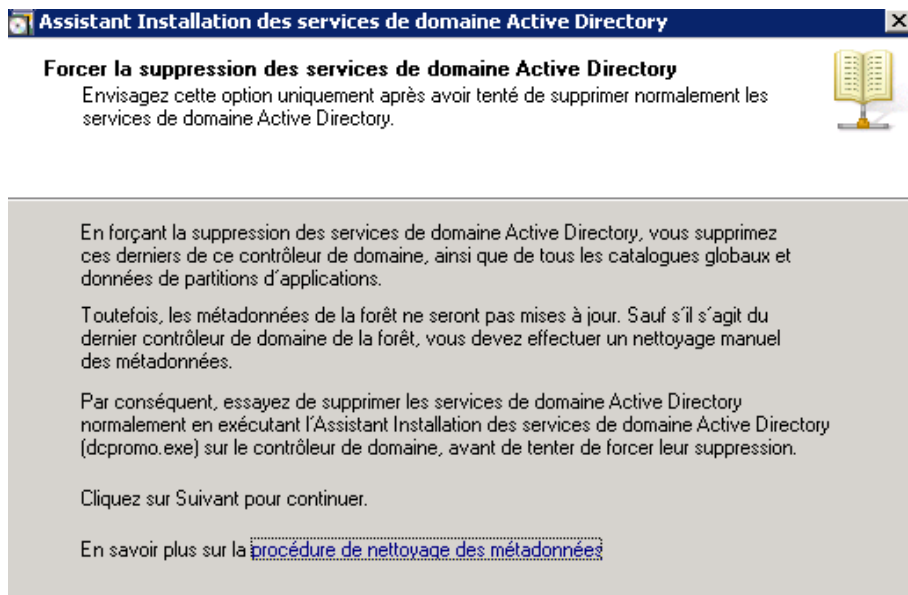 Assistant Installation des services de domaine Active Directory
Forcer la suppression des services de domaine Active Directory
Envisagez cette option uniquement après avoir tenté de supprimer normalement les
services de domaine Active Directory.
En forçant la suppression des services de domaine Active Directory, vous supprimez
ces derniers de ce contrôleur de domaine, ainsi que de tous les catalogues globaux et
données de partitions d'applications.
Toutefois, les métadonnées de la forêt ne seront pas mises à jour. Sauf s'il s'agit du
dernier contrôleur de domaine de la forêt, vous devez effectuer un nettoyage manuel
des métadonnées.
Par conséquent, essayez de supprimer les services de domaine Active Directory
normalement en exécutant l'Assistant Installation des services de domaine Active Directory
(dcpromo.exe) sur le contrôleur de domaine, avant de tenter de forcer leur suppression.
Cliquez sur Suivant pour continuer.
En savoir plus sur la procédure de nettoyage des métadonnées